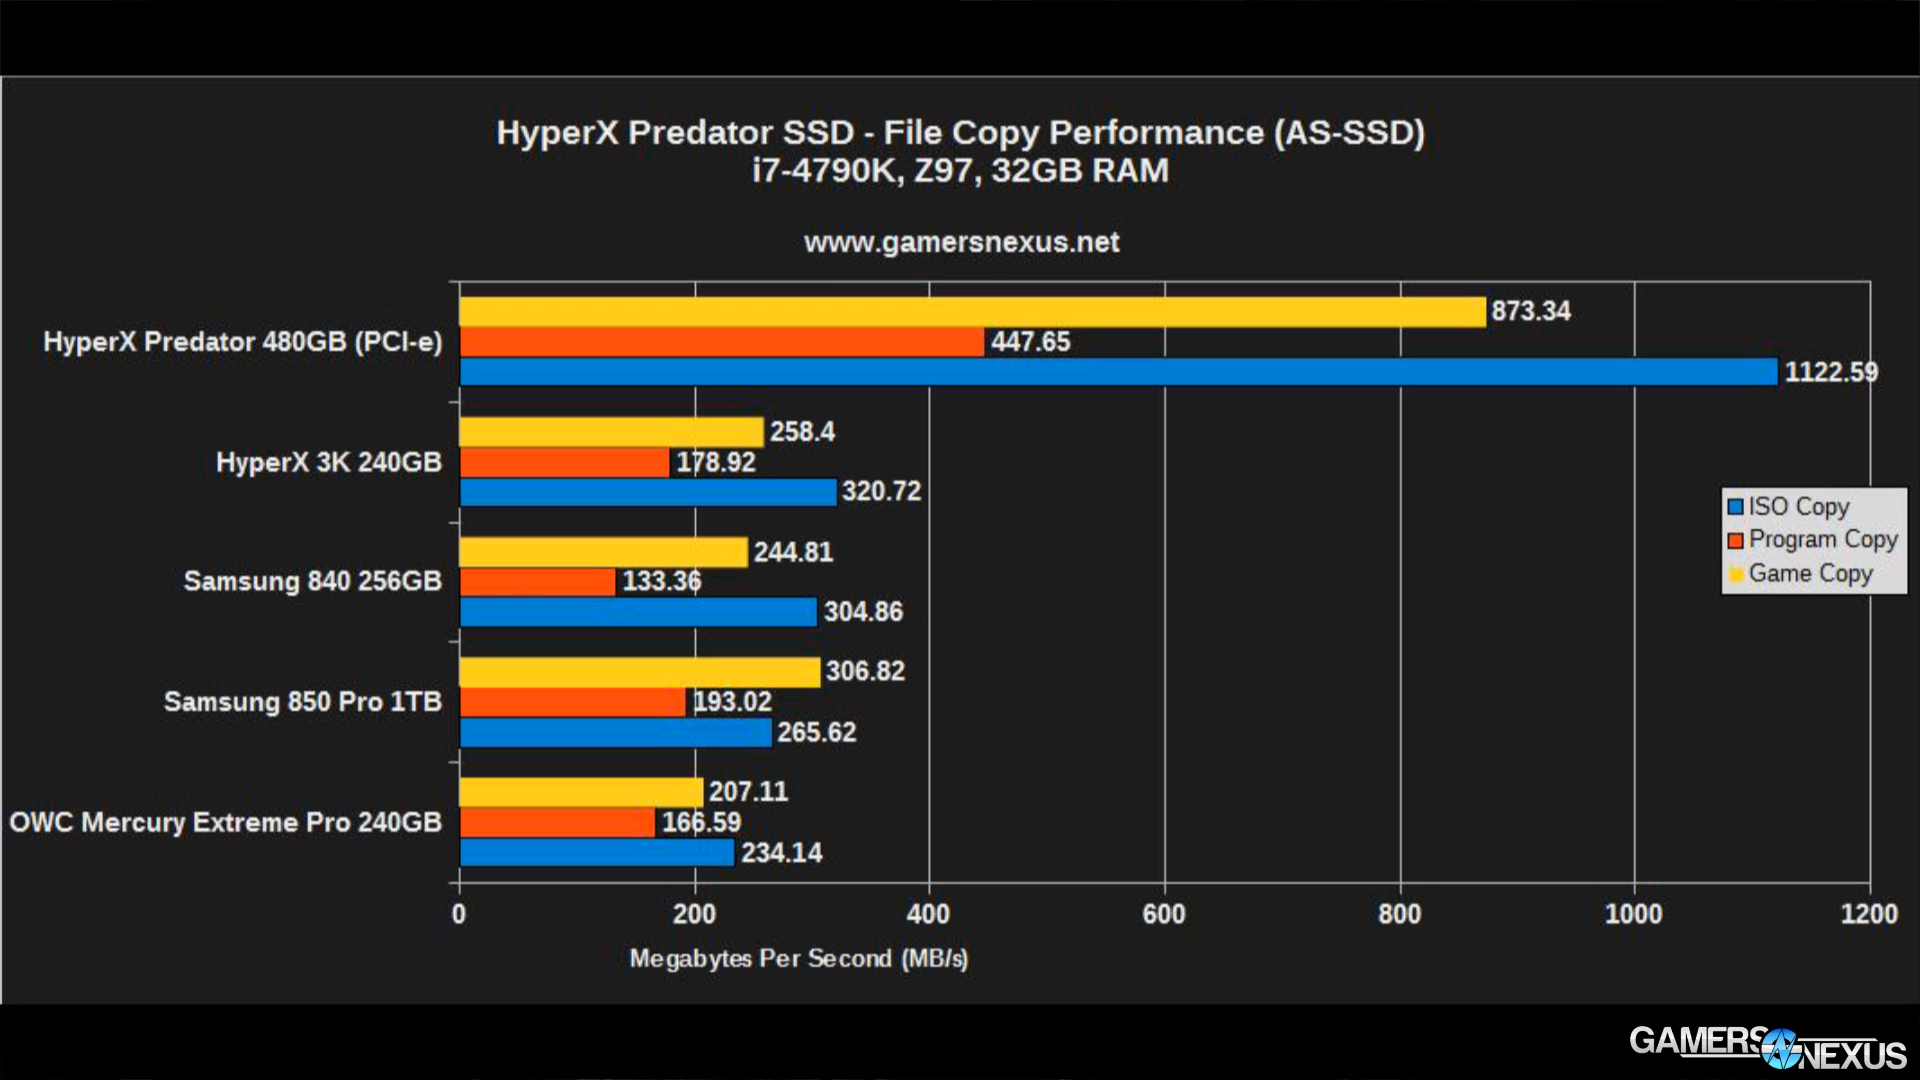 HyperX Predator SSD - File Copy Performance (AS-SSD)
i7-4790K, Z97, 32GB RAM
www.gamersnexus.net
HyperX Predator 480GB (PCI-e)
873.34
447.65
1122.59
HyperX 3K 240GB
258.4
178.92
320.72
Samsung 840 256GB
244.81
133.36
304.86
Samsung 850 Pro 1TB
306.82
193.02
265.62
OWC Mercury Extreme Pro 240GB
207.11
166.59
234.14
ISO Copy
Program Copy
Game Copy
0 200 400 600 800 1000 1200
Megabytes Per Second (MB/s)
GAMERS NEXUS